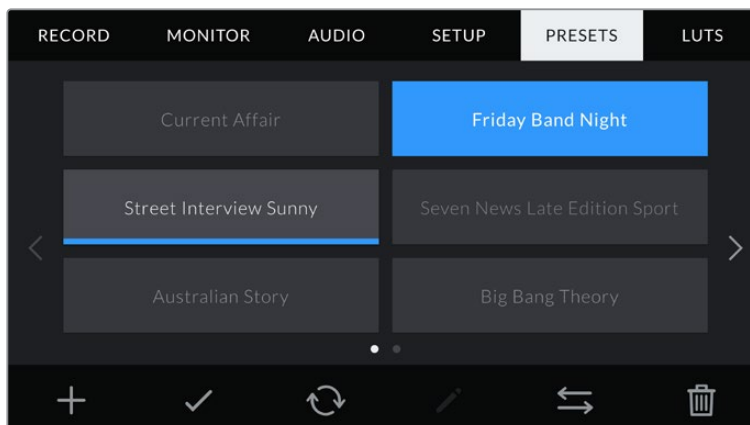 RECORD MONITOR AUDIO SETUP PRESETS LUTS
Current Affair Friday Band Night
Street Interview Sunny Seven News Late Edition Sport
Australian Story Big Bang Theory